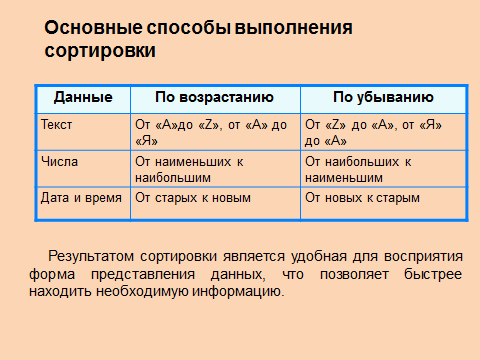 Основные способы выполнения
сортировки
Данные По возрастанию По убыванию
Текст От «А»до «Z», от «А» до От «Z» до «А», от «Я»
«Я» до «А»
Числа От наименьших к От наибольших к
наибольшим наименьшим
Дата и время От старых к новым От новых к старым
Результатом сортировки является удобная для восприятия
форма представления данных, что позволяет быстрее
находить необходимую информацию.